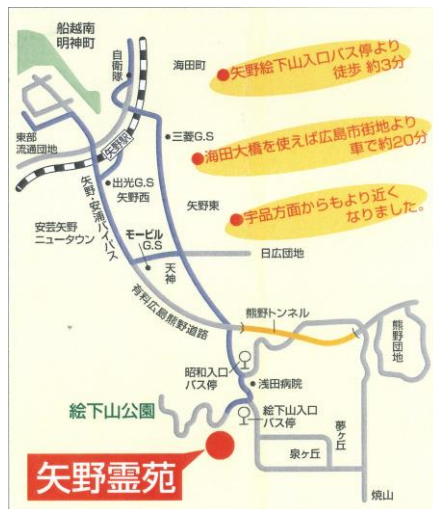 船越南
明神町
自衛隊
海田町
矢野絵下山入口バス停より
徒歩 約3分
東部
流通団地
矢野駅
三菱G.S
海田大橋を使えば広島市街地より
車で約20分
出光G.S
矢野西
矢野東
宇品方面からもより近く
なりました。
安芸矢野
ニュータウン
矢野・安浦バイパス
モービル
G.S
天神
日広団地
有料広島熊野道路
熊野トンネル
熊野団地
昭和入口
バス停
浅田病院
絵下山公園
絵下山入口
バス停
夢ヶ丘
泉ヶ丘
矢野霊苑
焼山